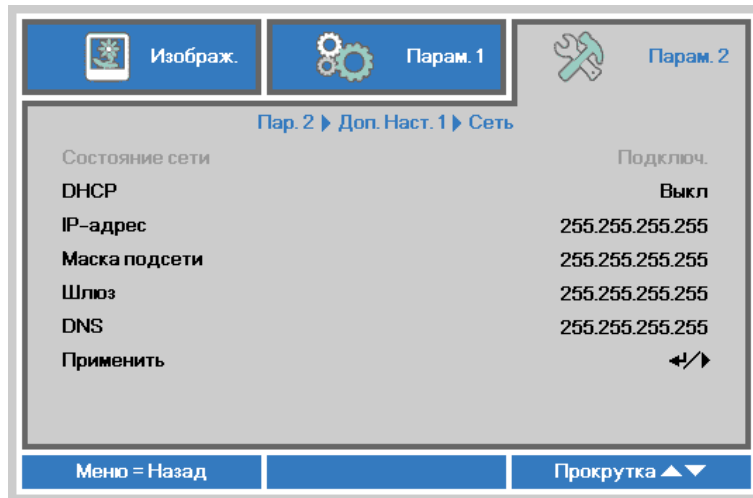 Изображ. Парам. 1 Парам. 2
Пар. 2 ▶ Доп. Наст. 1 ▶ Сеть
Состояние сети Подключ.
DHCP Выкл
IP-адрес 255.255.255.255
Маска подсети 255.255.255.255
Шлюз 255.255.255.255
DNS 255.255.255.255
Применить ↵/▶
Меню = Назад Прокрутка ▲▼